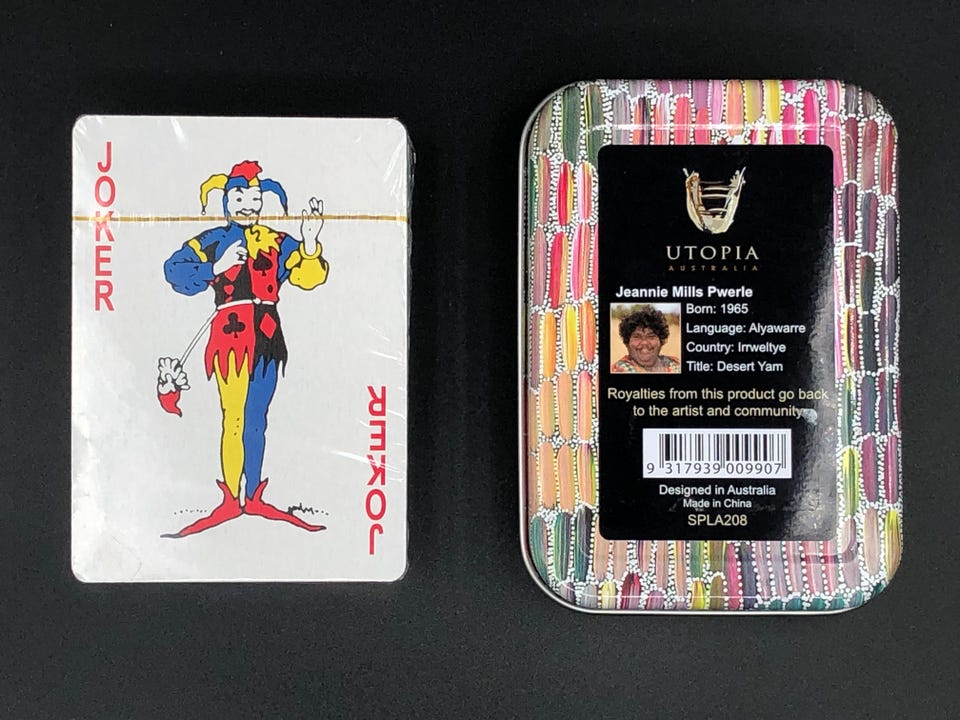 JOKER
JOKER
UTOPIA
AUSTRALIA
Jeannie Mills Pwerle
Born: 1965
Language: Alyawarre
Country: Irrweltye
Title: Desert Yam
Royalties from this product go back
to the artist and community
9 317939 009907
Designed in Australia
Made in China
SPLA208